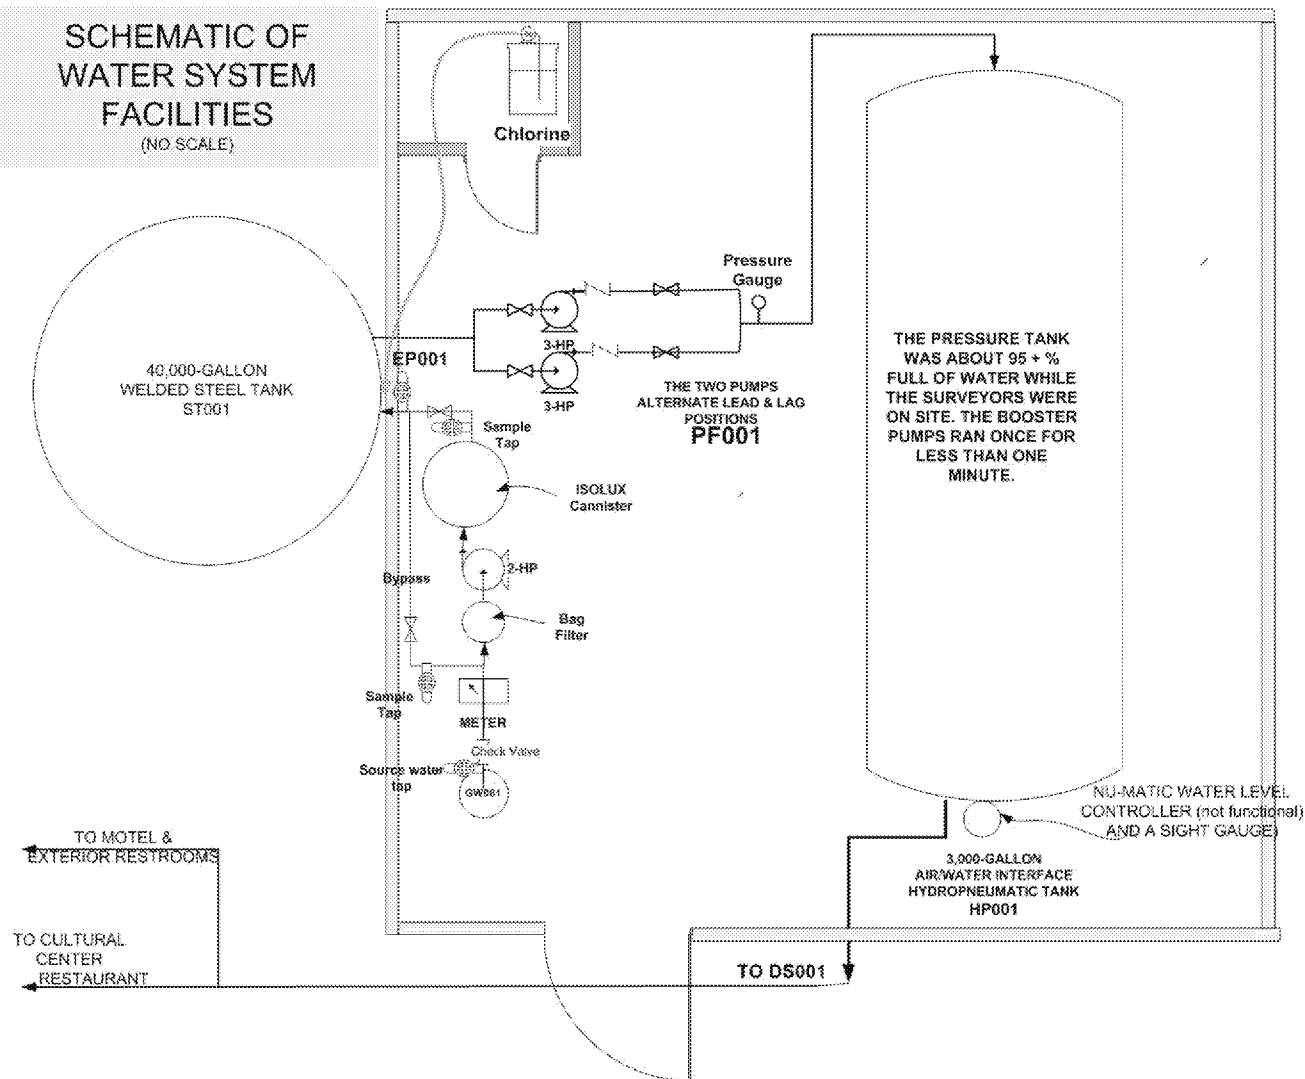 SCHEMATIC OF
WATER SYSTEM
FACILITIES
(NO SCALE)
Chlorine
Pressure
Gauge
40,000-GALLON
WELDED STEEL TANK
ST001
EP001
3-HP
3-HP
THE TWO PUMPS
ALTERNATE LEAD & LAG
POSITIONS
PF001
THE PRESSURE TANK
WAS ABOUT 95 + %
FULL OF WATER WHILE
THE SURVEYORS WERE
ON SITE. THE BOOSTER
PUMPS RAN ONCE FOR
LESS THAN ONE
MINUTE.
Sample
Tap
ISOLUX
Cannister
2-HP
Bypass
Bag
Filter
Sample
Tap
METER
Check Valve
Source water
tap
GW001
NU-MATIC WATER LEVEL
CONTROLLER (not functional)
AND A SIGHT GAUGE)
3,000-GALLON
AIR/WATER INTERFACE
HYDROPNEUMATIC TANK
HP001
TO MOTEL &
EXTERIOR RESTROOMS
TO CULTURAL
CENTER
RESTAURANT
TO DS001